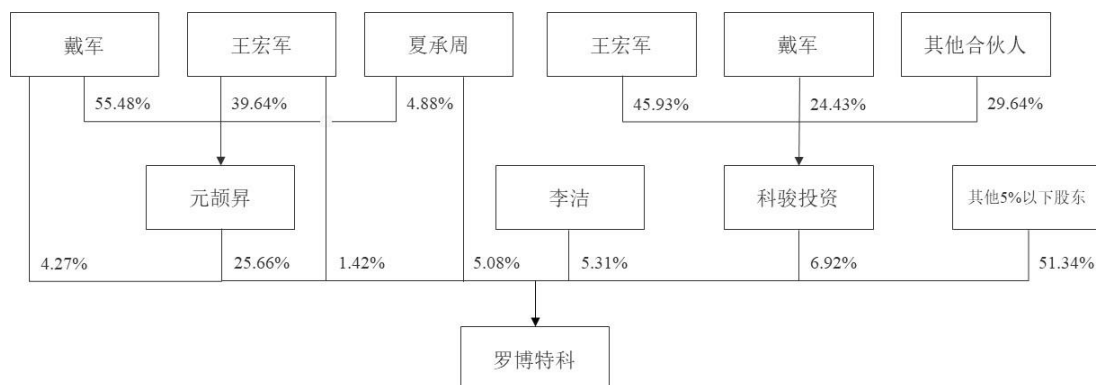 戴军
王宏军
夏承周
王宏军
戴军
其他合伙人
55.48%
39.64%
4.88%
45.93%
24.43%
29.64%
元颉昇
李洁
科骏投资
其他5%以下股东
4.27%
25.66%
1.42%
5.08%
5.31%
6.92%
51.34%
罗博特科